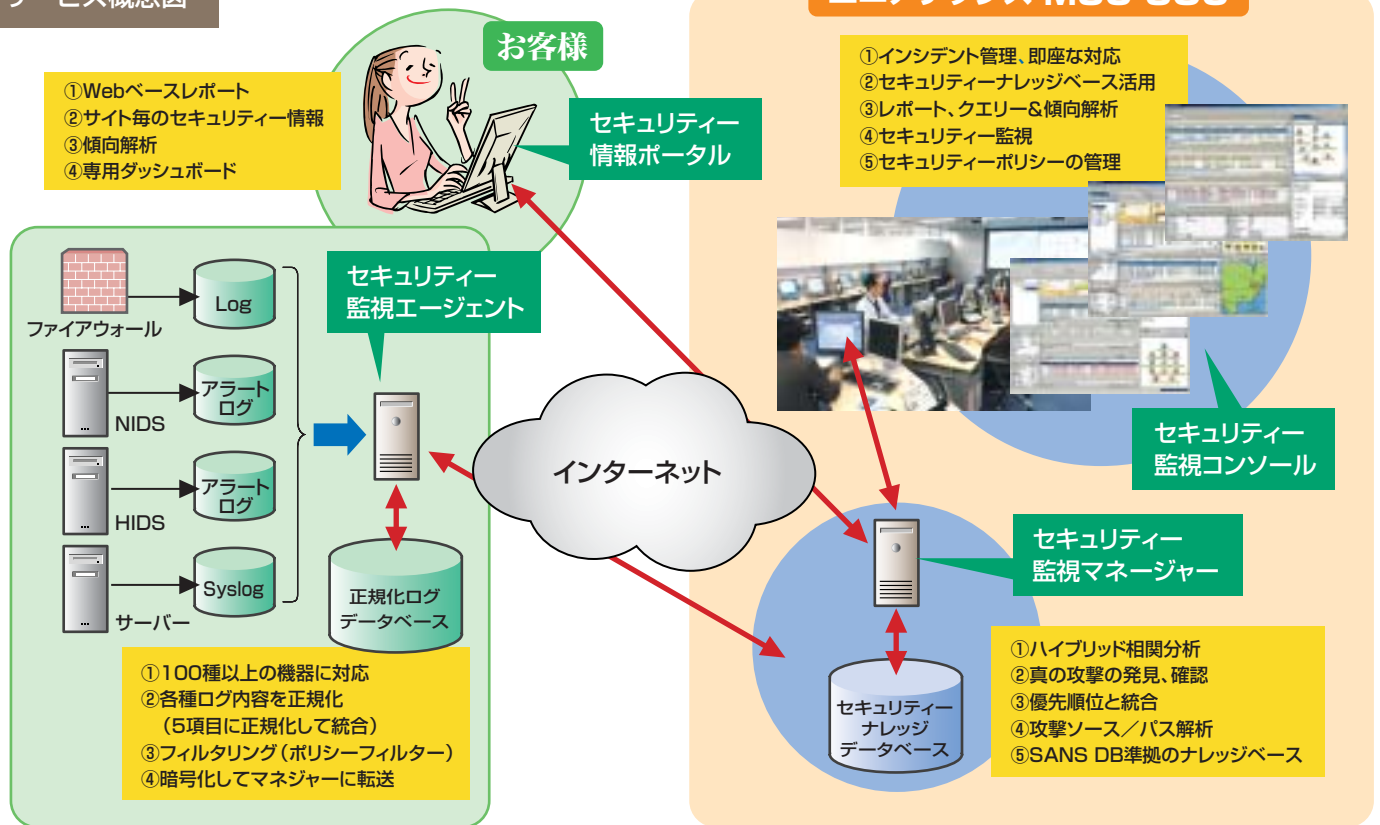 サービス概念図
ユニアデックス MSS SOC
お客様
①Webベースレポート
②サイト毎のセキュリティー情報
③傾向解析
④専用ダッシュボード
セキュリティー
情報ポータル
①インシデント管理、即座な対応
②セキュリティーナレッジベース活用
③レポート、クエリー&傾向解析
④セキュリティー監視
⑤セキュリティーポリシーの管理
セキュリティー
監視エージェント
Log
ファイアウォール
アラート
ログ
NIDS
アラート
ログ
HIDS
Syslog
サーバー
正規化ログ
データベース
インターネット
セキュリティー
監視コンソール
セキュリティー
監視マネージャー
セキュリティー
ナレッジ
データベース
①100種以上の機器に対応
②各種ログ内容を正規化
（5項目に正規化して統合）
③フィルタリング（ポリシーフィルター）
④暗号化してマネジャーに転送
①ハイブリッド相関分析
②真の攻撃の発見、確認
③優先順位と統合
④攻撃ソース／パス解析
⑤SANS DB準拠のナレッジベース